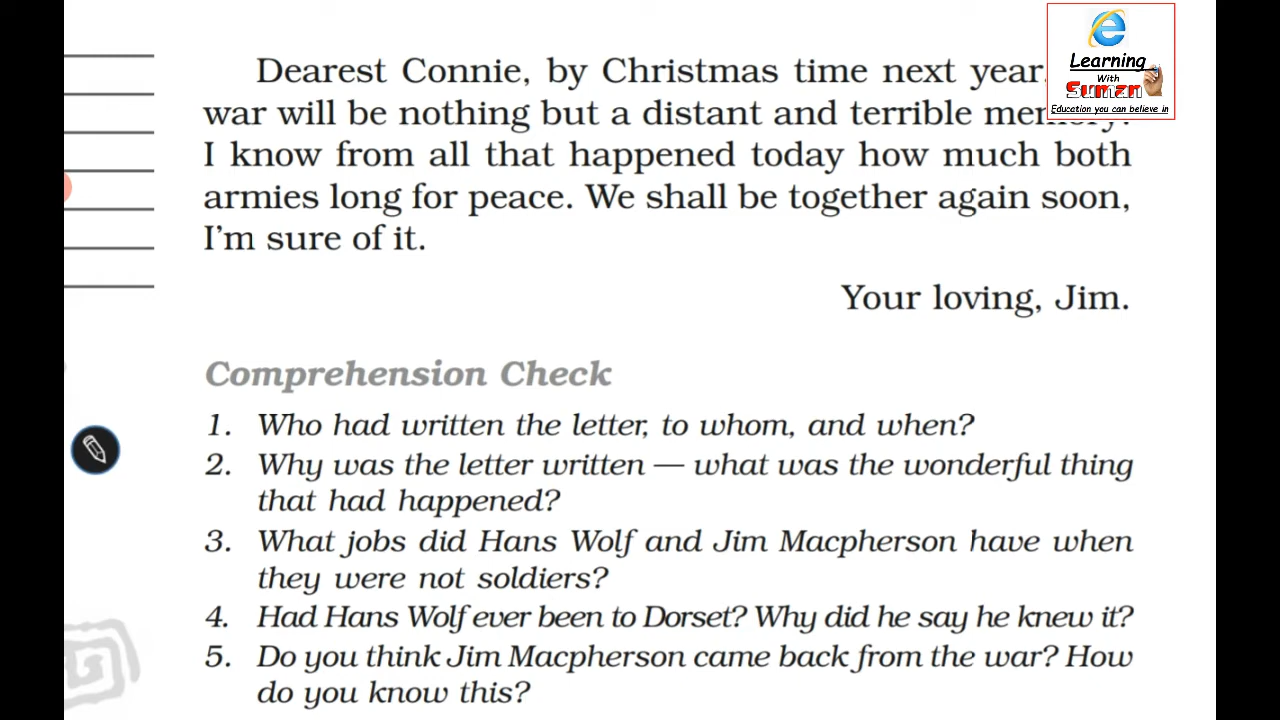 Learning
With
Suman
Education you can believe in
Dearest Connie, by Christmas time next year,
war will be nothing but a distant and terrible memory.
I know from all that happened today how much both
armies long for peace. We shall be together again soon,
I'm sure of it.
Your loving, Jim.
Comprehension Check
1. Who had written the letter, to whom, and when?
2. Why was the letter written — what was the wonderful thing
that had happened?
3. What jobs did Hans Wolf and Jim Macpherson have when
they were not soldiers?
4. Had Hans Wolf ever been to Dorset? Why did he say he knew it?
5. Do you think Jim Macpherson came back from the war? How
do you know this?